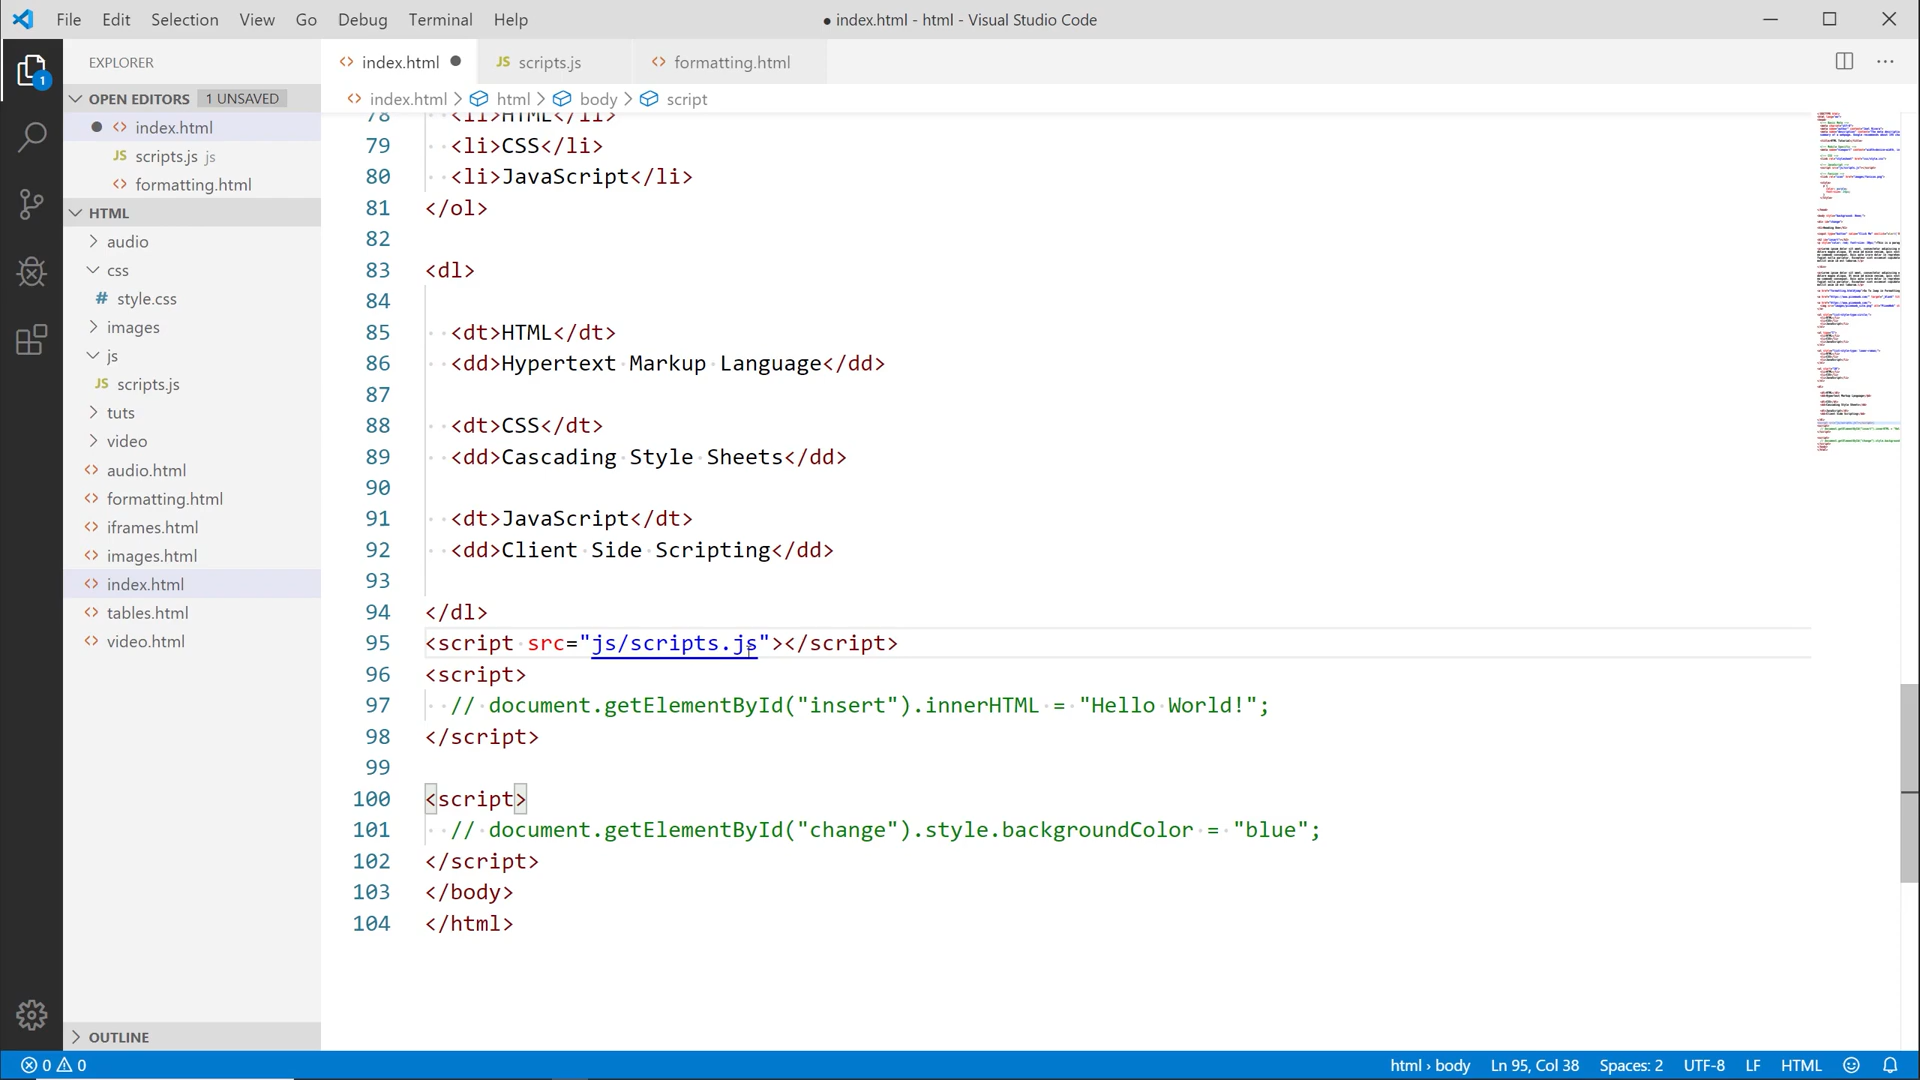 File Edit Selection View Go Debug Terminal Help
● index.html - html - Visual Studio Code
EXPLORER
OPEN EDITORS 1 UNSAVED
index.html
JS scripts.js js
formatting.html
HTML
audio
css
# style.css
images
js
JS scripts.js
tuts
video
audio.html
formatting.html
iframes.html
images.html
index.html
tables.html
video.html
OUTLINE
1
index.html JS scripts.js formatting.html
index.html > html > body > script
78 <li>HTML</li>
79 <li>CSS</li>
80 <li>JavaScript</li>
81 </ol>
82
83 <dl>
84
85 <dt>HTML</dt>
86 <dd>Hypertext Markup Language</dd>
87
88 <dt>CSS</dt>
89 <dd>Cascading Style Sheets</dd>
90
91 <dt>JavaScript</dt>
92 <dd>Client Side Scripting</dd>
93
94 </dl>
95 <script src="js/scripts.js"></script>
96 <script>
97 // document.getElementById("insert").innerHTML = "Hello World!";
98 </script>
99
100 <script>
101 // document.getElementById("change").style.backgroundColor = "blue";
102 </script>
103 </body>
104 </html>
0 0
html › body Ln 95, Col 38 Spaces: 2 UTF-8 LF HTML